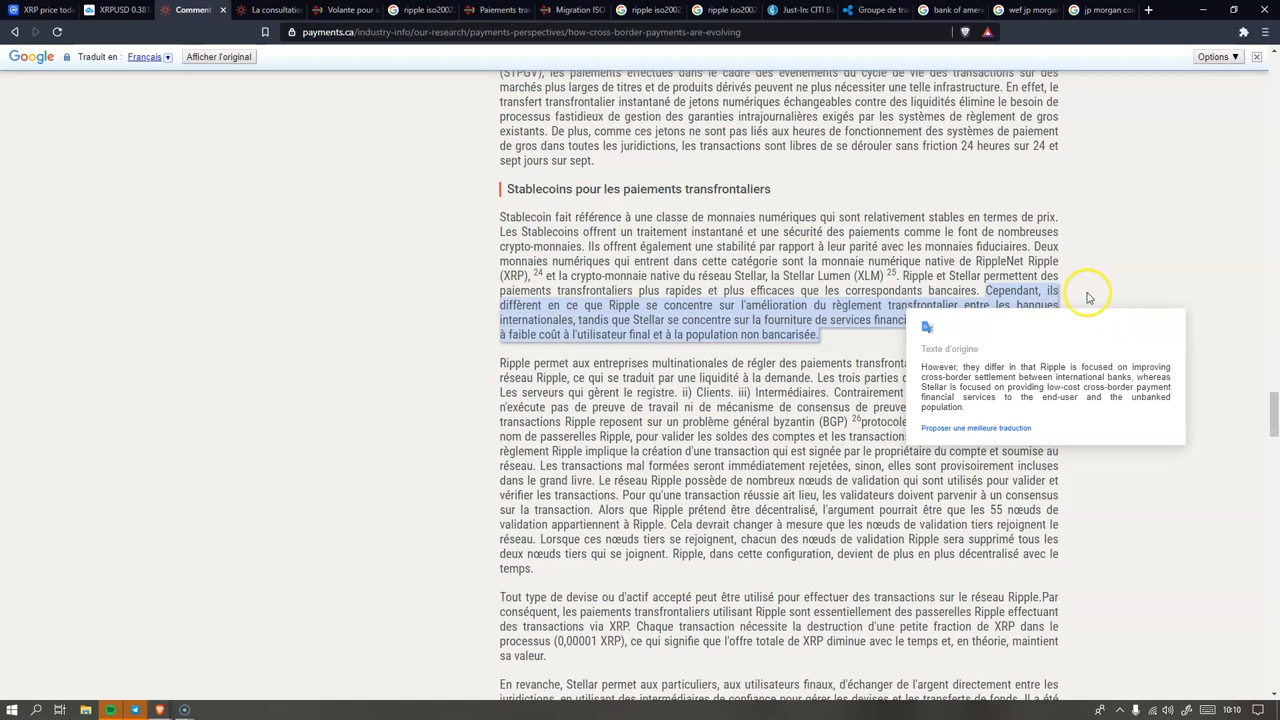 XRP price today
XRPUSD 0.381
Comment
La consultation
Volante pour a
ripple iso2002
Paiements tran
Migration ISO
ripple iso2002
ripple iso2002
Just-In: CITI Ba
Groupe de tra
bank of americ
wef jp morgan
jp morgan coi
payments.ca/industry-info/our-research/payments-perspectives/how-cross-border-payments-are-evolving
Google Traduit en : Français Afficher l'original Options ▼
(STPGV), les paiements effectués dans le cadre des événements du cycle de vie des transactions sur des
marchés plus larges de titres et de produits dérivés peuvent ne plus nécessiter une telle infrastructure. En effet, le
transfert transfrontalier instantané de jetons numériques échangeables contre des liquidités élimine le besoin de
processus fastidieux de gestion des garanties intrajournalières exigés par les systèmes de règlement de gros
existants. De plus, comme ces jetons ne sont pas liés aux heures de fonctionnement des systèmes de paiement
de gros dans toutes les juridictions, les transactions sont libres de se dérouler sans friction 24 heures sur 24 et
sept jours sur sept.
Stablecoins pour les paiements transfrontaliers
Stablecoin fait référence à une classe de monnaies numériques qui sont relativement stables en termes de prix.
Les Stablecoins offrent un traitement instantané et une sécurité des paiements comme le font de nombreuses
crypto-monnaies. Ils offrent également une stabilité par rapport à leur parité avec les monnaies fiduciaires. Deux
monnaies numériques qui entrent dans cette catégorie sont la monnaie numérique native de RippleNet Ripple
(XRP), 24 et la crypto-monnaie native du réseau Stellar, la Stellar Lumen (XLM) 25. Ripple et Stellar permettent des
paiements transfrontaliers plus rapides et plus efficaces que les correspondants bancaires. Cependant, ils
diffèrent en ce que Ripple se concentre sur l'amélioration du règlement transfrontalier entre les banques
internationales, tandis que Stellar se concentre sur la fourniture de services financi
à faible coût à l'utilisateur final et à la population non bancarisée.
Texte d'origine
However, they differ in that Ripple is focused on improving
cross-border settlement between international banks, whereas
Stellar is focused on providing low-cost cross-border payment
financial services to the end-user and the unbanked
population.
Proposer une meilleure traduction
Ripple permet aux entreprises multinationales de régler des paiements transfronta
réseau Ripple, ce qui se traduit par une liquidité à la demande. Les trois parties
Les serveurs qui gèrent le registre. ii) Clients. iii) Intermédiaires. Contrairement
n'exécute pas de preuve de travail ni de mécanisme de consensus de preuve
transactions Ripple reposent sur un problème général byzantin (BGP) 26protocole
nom de passerelles Ripple, pour valider les soldes des comptes et les transaction
règlement Ripple implique la création d'une transaction qui est signée par le propriétaire du compte et soumise au
réseau. Les transactions mal formées seront immédiatement rejetées, sinon, elles sont provisoirement incluses
dans le grand livre. Le réseau Ripple possède de nombreux nœuds de validation qui sont utilisés pour valider et
vérifier les transactions. Pour qu'une transaction réussie ait lieu, les validateurs doivent parvenir à un consensus
sur la transaction. Alors que Ripple prétend être décentralisé, l'argument pourrait être que les 55 nœuds de
validation appartiennent à Ripple. Cela devrait changer à mesure que les nœuds de validation tiers rejoignent le
réseau. Lorsque ces nœuds tiers se rejoignent, chacun des nœuds de validation Ripple sera supprimé tous les
deux nœuds tiers qui se joignent. Ripple, dans cette configuration, devient de plus en plus décentralisé avec le
temps.
Tout type de devise ou d'actif accepté peut être utilisé pour effectuer des transactions sur le réseau Ripple.Par
conséquent, les paiements transfrontaliers utilisant Ripple sont essentiellement des passerelles Ripple effectuant
des transactions via XRP. Chaque transaction nécessite la destruction d'une petite fraction de XRP dans le
processus (0,00001 XRP), ce qui signifie que l'offre totale de XRP diminue avec le temps et, en théorie, maintient
sa valeur.
En revanche, Stellar permet aux particuliers, aux utilisateurs finaux, d'échanger de l'argent directement entre les
juridictions, en utilisant des intermédiaires de confiance pour gérer les devises et les transferts de fonds. Il a été
10:10